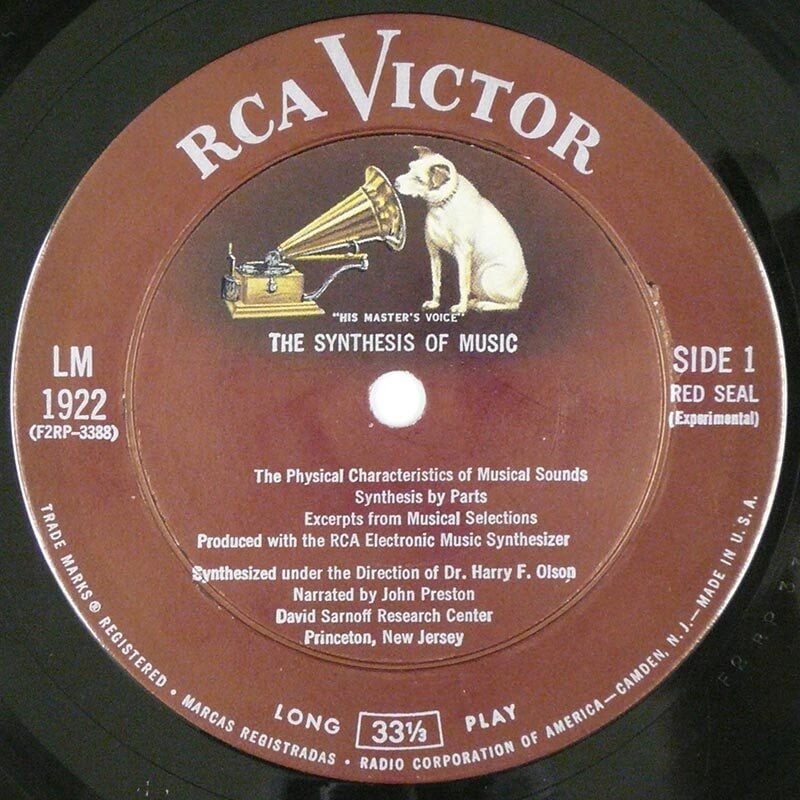 RCA VICTOR
"HIS MASTER'S VOICE"
THE SYNTHESIS OF MUSIC
LM
1922
(F2RP-3388)
SIDE 1
RED SEAL
(Experimental)
The Physical Characteristics of Musical Sounds
Synthesis by Parts
Excerpts from Musical Selections
Produced with the RCA Electronic Music Synthesizer
Synthesized under the Direction of Dr. Harry F. Olson
Narrated by John Preston
David Sarnoff Research Center
Princeton, New Jersey
LONG 33⅓ PLAY
TRADE MARKS® REGISTERED • MARCAS REGISTRADAS • RADIO CORPORATION OF AMERICA—CAMDEN, N. J.—MADE IN U.S.A.